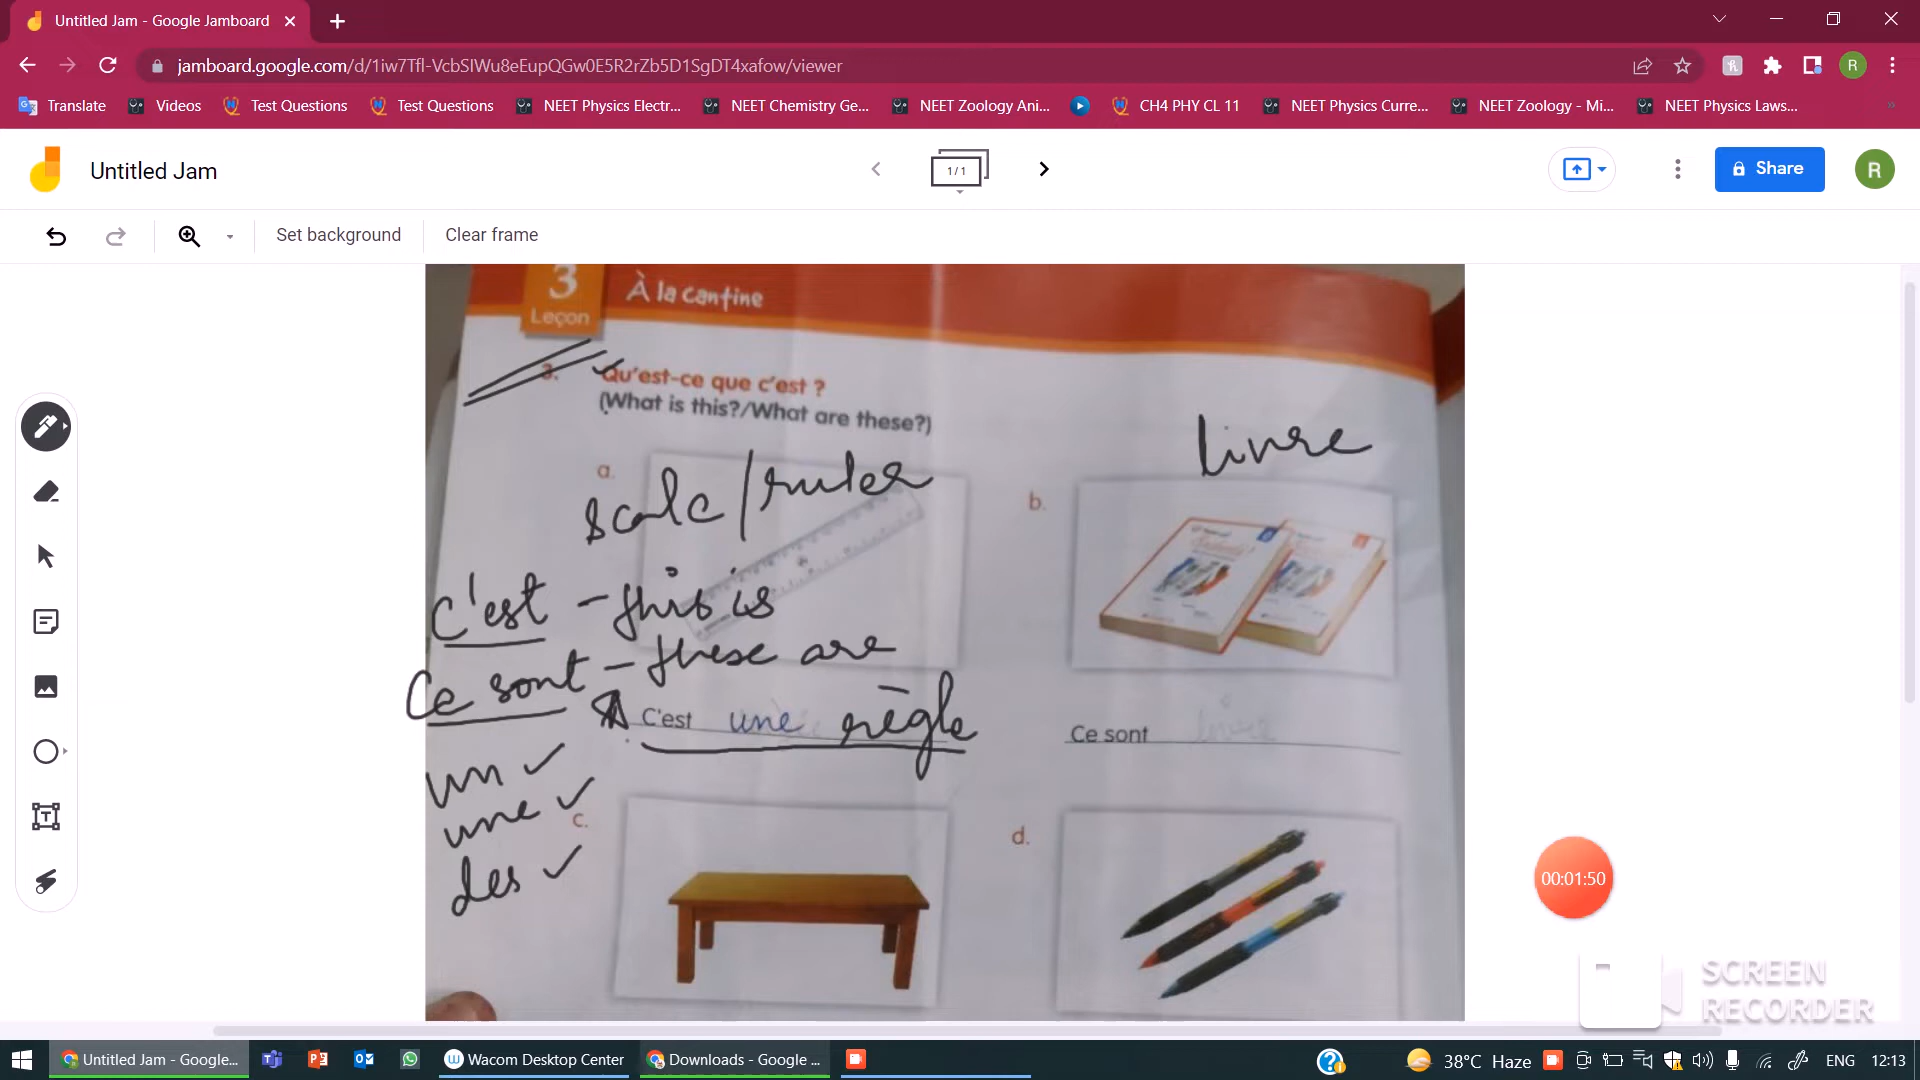 Untitled Jam - Google Jamboard
jamboard.google.com/d/1iw7Tfl-VcbSIWu8eEupQGw0E5R2rZb5D1SgDT4xafow/viewer
R
Translate Videos Test Questions Test Questions NEET Physics Electr... NEET Chemistry Ge... NEET Zoology Ani... CH4 PHY CL 11 NEET Physics Curre... NEET Zoology - Mi... NEET Physics Laws...
Untitled Jam
1 / 1
Share
R
Set background Clear frame
3
Leçon
À la cantine
3. Qu'est-ce que c'est ?
(What is this?/What are these?)
livre
a.
scale/ruler
b.
c'est - this is
Ce sont - these are
C'est une règle
Ce sont livre
un
une
des
c.
d.
00:01:50
SCREEN
RECORDER
Untitled Jam - Google... Wacom Desktop Center Downloads - Google ... 38°C Haze ENG 12:13